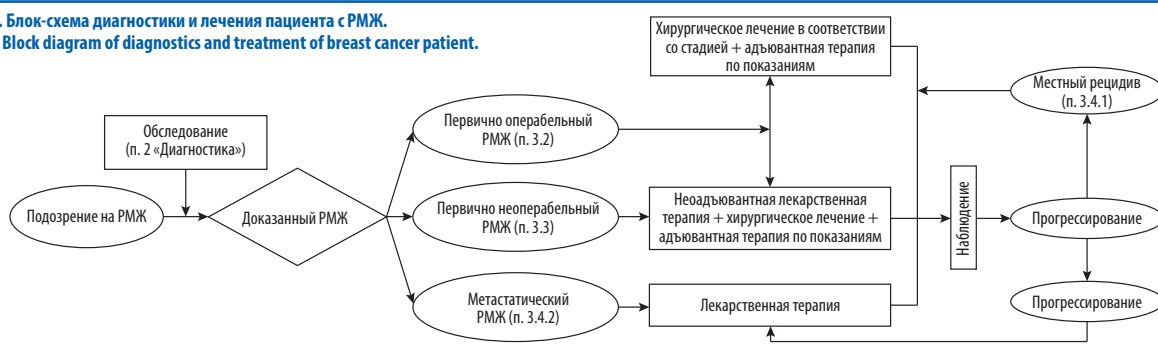 . Блок-схема диагностики и лечения пациента с РМЖ.
Block diagram of diagnostics and treatment of breast cancer patient.
Хирургическое лечение в соответствии
со стадией + адъювантная терапия
по показаниям
Местный рецидив
(п. 3.4.1)
Обследование
(п. 2 «Диагностика»)
Первично операбельный
РМЖ (п. 3.2)
Подозрение на РМЖ
Доказанный РМЖ
Первично неоперабельный
РМЖ (п. 3.3)
Неоадъювантная лекарственная
терапия + хирургическое лечение +
адъювантная терапия по показаниям
Наблюдение
Прогрессирование
Метастатический
РМЖ (п. 3.4.2)
Лекарственная терапия
Прогрессирование